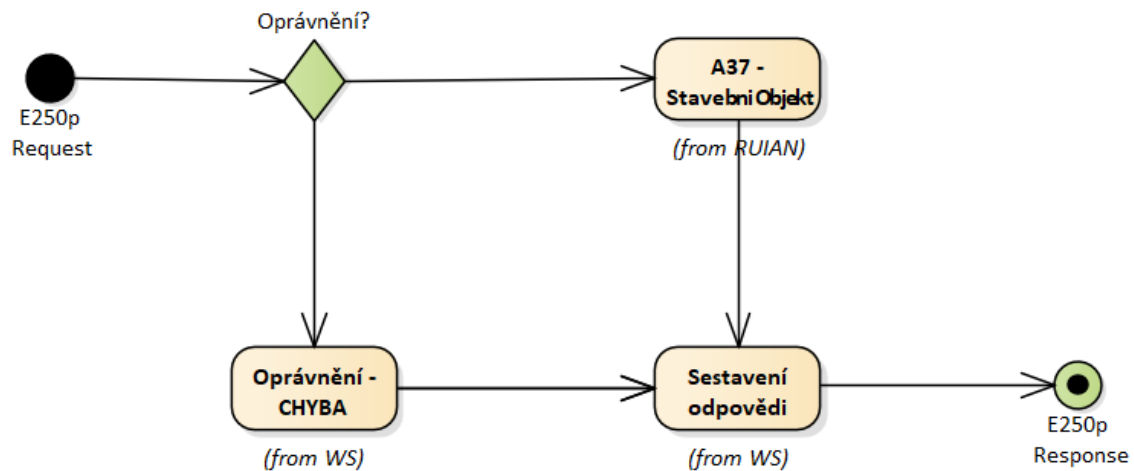 Oprávnění?
E250p
Request
A37 -
StavebniObjekt
(from RUIAN)
Oprávnění -
CHYBA
(from WS)
Sestavení
odpovědi
(from WS)
E250p
Response